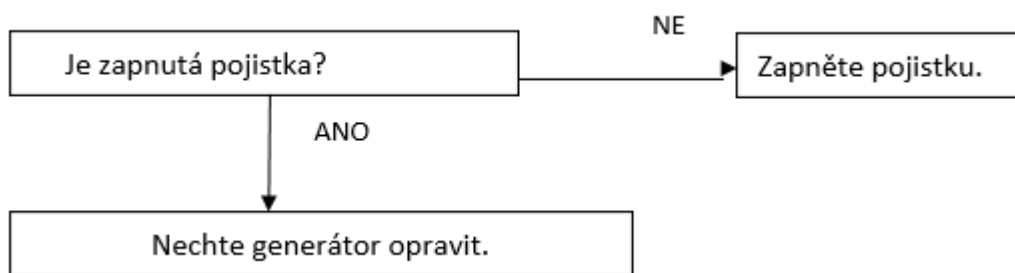 NE
Je zapnutá pojistka?
Zapněte pojistku.
ANO
Nechte generátor opravit.